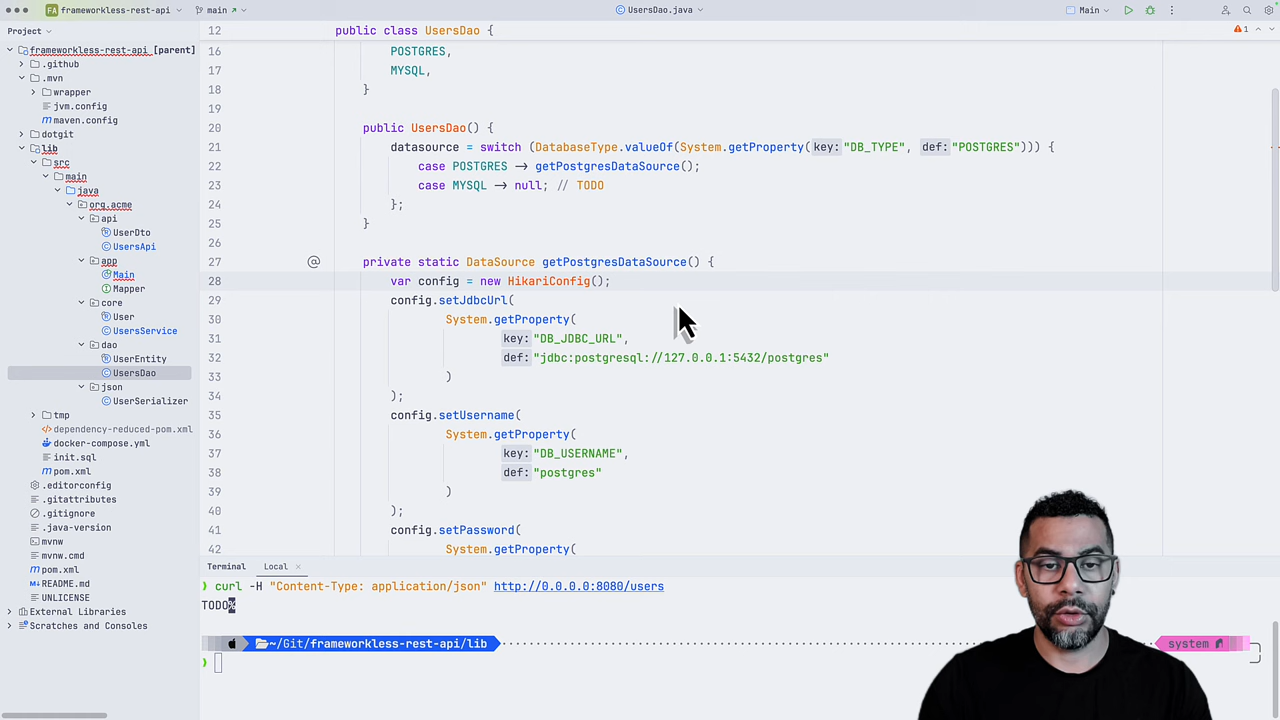 FA frameworkless-rest-api main UsersDao.java Main
Project
frameworkless-rest-api [parent]
.github
.mvn
wrapper
jvm.config
maven.config
dotgit
lib
src
main
java
org.acme
api
UserDto
UsersApi
app
Main
Mapper
core
User
UsersService
dao
UserEntity
UsersDao
json
UserSerializer
tmp
dependency-reduced-pom.xml
docker-compose.yml
init.sql
pom.xml
.editorconfig
.gitattributes
.gitignore
.java-version
mvnw
mvnw.cmd
pom.xml
README.md
UNLICENSE
External Libraries
Scratches and Consoles
12 public class UsersDao { 1
16 POSTGRES,
17 MYSQL,
18 }
19
20 public UsersDao() {
21 datasource = switch (DatabaseType.valueOf(System.getProperty( key: "DB_TYPE", def: "POSTGRES"))) {
22 case POSTGRES -> getPostgresDataSource();
23 case MYSQL -> null; // TODO
24 };
25 }
26
27 @ private static DataSource getPostgresDataSource() {
28 var config = new HikariConfig();
29 config.setJdbcUrl(
30 System.getProperty(
31 key: "DB_JDBC_URL",
32 def: "jdbc:postgresql://127.0.0.1:5432/postgres"
33 )
34 );
35 config.setUsername(
36 System.getProperty(
37 key: "DB_USERNAME",
38 def: "postgres"
39 )
40 );
41 config.setPassword(
42 System.getProperty(
Terminal Local ×
❯ curl -H "Content-Type: application/json" http://0.0.0.0:8080/users
TODO%
~/Git/frameworkless-rest-api/lib system
❯